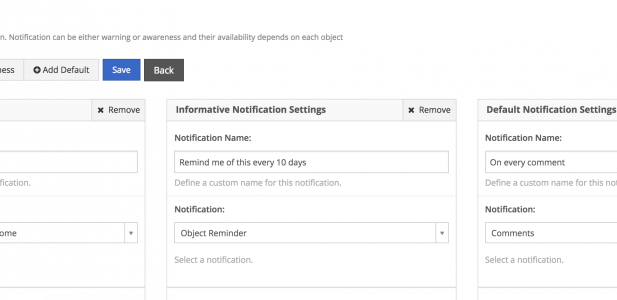 n. Notification can be either warning or awareness and their availability depends on each object
ness Add Default Save Back
Remove Informative Notification Settings Remove Default Notification Settings
Notification Name: Notification Name:
Remind me of this every 10 days On every comment
fication. Define a custom name for this notification. Define a custom name for this not
Notification: Notification:
ome Object Reminder Comments
Select a notification. Select a notification.